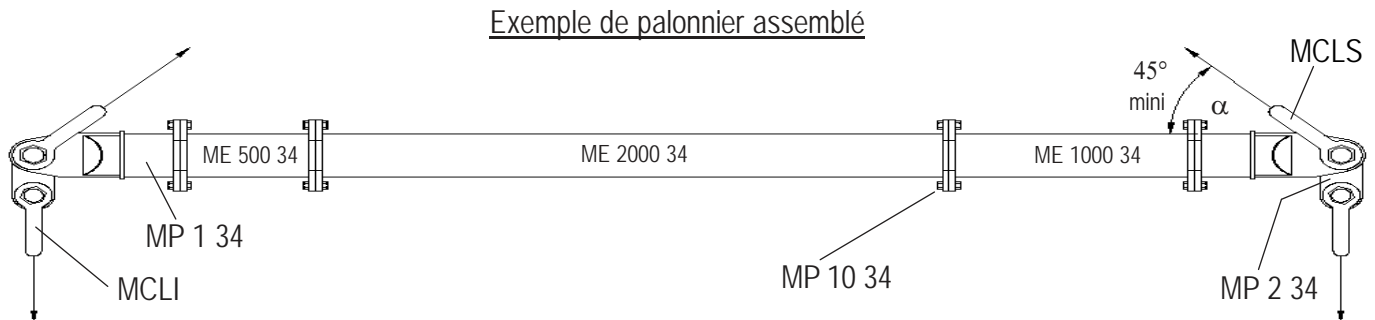 Exemple de palonnier assemblé
45°
mini
α
MCLS
ME 500 34
ME 2000 34
ME 1000 34
MP 1 34
MCLI
MP 10 34
MP 2 34